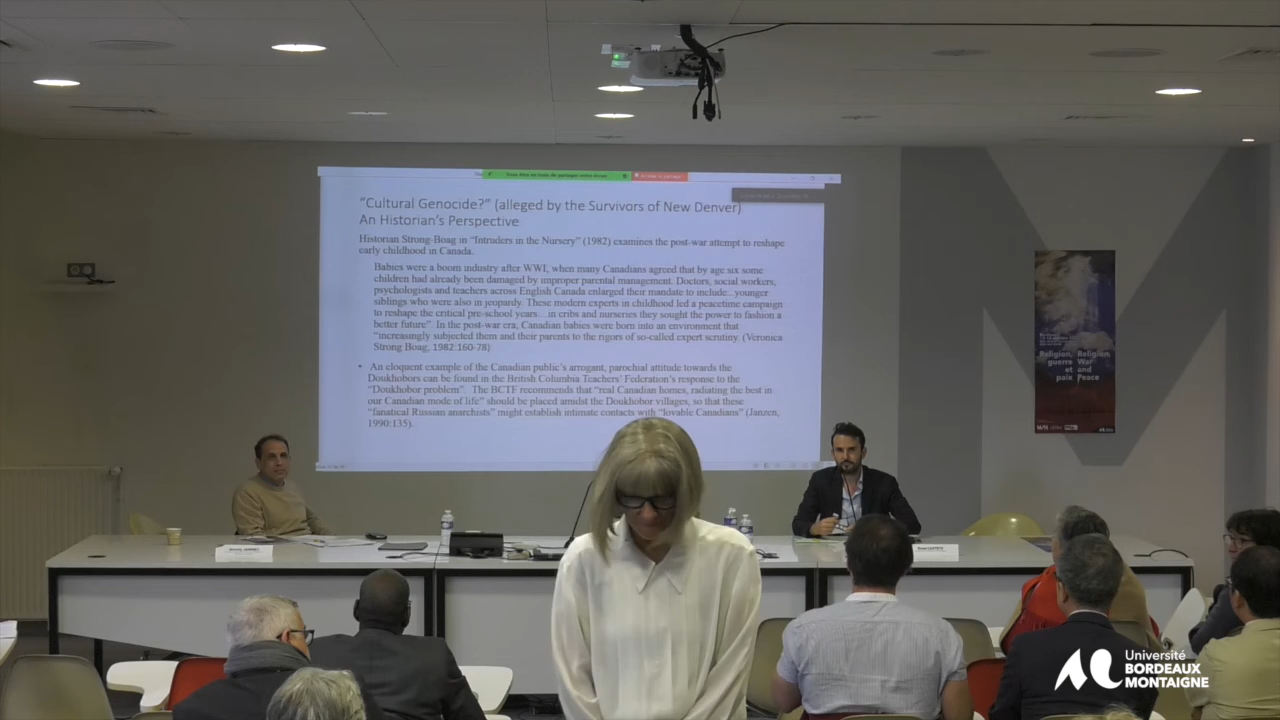 “Cultural Genocide?” (alleged by the Survivors of New Denver)
An Historian’s Perspective
Historian Strong-Boag in “Intruders in the Nursery” (1982) examines the post-war attempt to reshape
early childhood in Canada.
Babies were a boom industry after WWI, when many Canadians agreed that by age six some
children had already been damaged by improper parental management. Doctors, social workers,
psychologists and teachers across English Canada enlarged their mandate to include...younger
siblings who were also in jeopardy. These modern experts in childhood led a peacetime campaign
to reshape the critical pre-school years....in cribs and nurseries they sought the power to fashion a
better future”. In the post-war era, Canadian babies were born into an environment that
“increasingly subjected them and their parents to the rigors of so-called expert scrutiny. (Veronica
Strong Boag, 1982:160-78)
• An eloquent example of the Canadian public’s arrogant, parochial attitude towards the
Doukhobors can be found in the British Columbia Teachers’ Federation’s response to the
“Doukhobor problem”. The BCTF recommends that “real Canadian homes, radiating the best in
our Canadian mode of life” should be placed amidst the Doukhobor villages, so that these
“fanatical Russian anarchists” might establish intimate contacts with “lovable Canadians” (Janzen,
1990:135).
Religion, guerre et paix
Religion, War and Peace
Université
BORDEAUX
MONTAIGNE